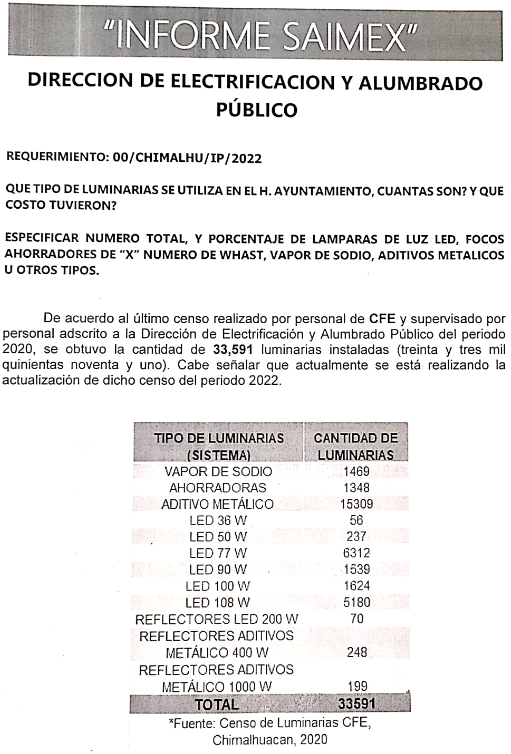 “INFORME SAIMEX”
DIRECCION DE ELECTRIFICACION Y ALUMBRADO
PÚBLICO
REQUERIMIENTO: 00/CHIMALHU/IP/2022
QUE TIPO DE LUMINARIAS SE UTILIZA EN EL H. AYUNTAMIENTO, CUANTAS SON? Y QUE
COSTO TUVIERON?
ESPECIFICAR NUMERO TOTAL, Y PORCENTAJE DE LAMPARAS DE LUZ LED, FOCOS
AHORRADORES DE “X” NUMERO DE WHAST, VAPOR DE SODIO, ADITIVOS METALICOS
U OTROS TIPOS.
De acuerdo al último censo realizado por personal de CFE y supervisado por
personal adscrito a la Dirección de Electrificación y Alumbrado Público del periodo
2020, se obtuvo la cantidad de 33,591 luminarias instaladas (treinta y tres mil
quinientas noventa y uno). Cabe señalar que actualmente se está realizando la
actualización de dicho censo del periodo 2022.
TIPO DE LUMINARIAS CANTIDAD DE
(SISTEMA) LUMINARIAS
VAPOR DE SODIO 1469
AHORRADORAS 1348
ADITIVO METÁLICO 15309
LED 36 W 56
LED 50 W 237
LED 77 W 6312
LED 90 W 1539
LED 100 W 1624
LED 108 W 5180
REFLECTORES LED 200 W 70
REFLECTORES ADITIVOS
METÁLICO 400 W 248
REFLECTORES ADITIVOS
METÁLICO 1000 W 199
TOTAL 33591
*Fuente: Censo de Luminarias CFE,
Chimalhuacan, 2020